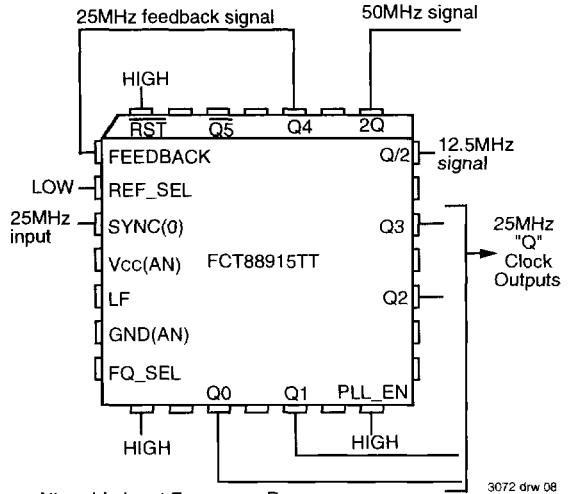 25MHz feedback signal
50MHz signal
HIGH
RST
Q5
Q4
2Q
FEEDBACK
Q/2
12.5MHz
signal
LOW
REF_SEL
25MHz
input
SYNC(0)
Q3
25MHz
"Q"
Clock
Outputs
VCC(AN)
FCT88915TT
LF
Q2
GND(AN)
FQ_SEL
Q0
Q1
PLL_EN
HIGH
HIGH
3072 drw 08